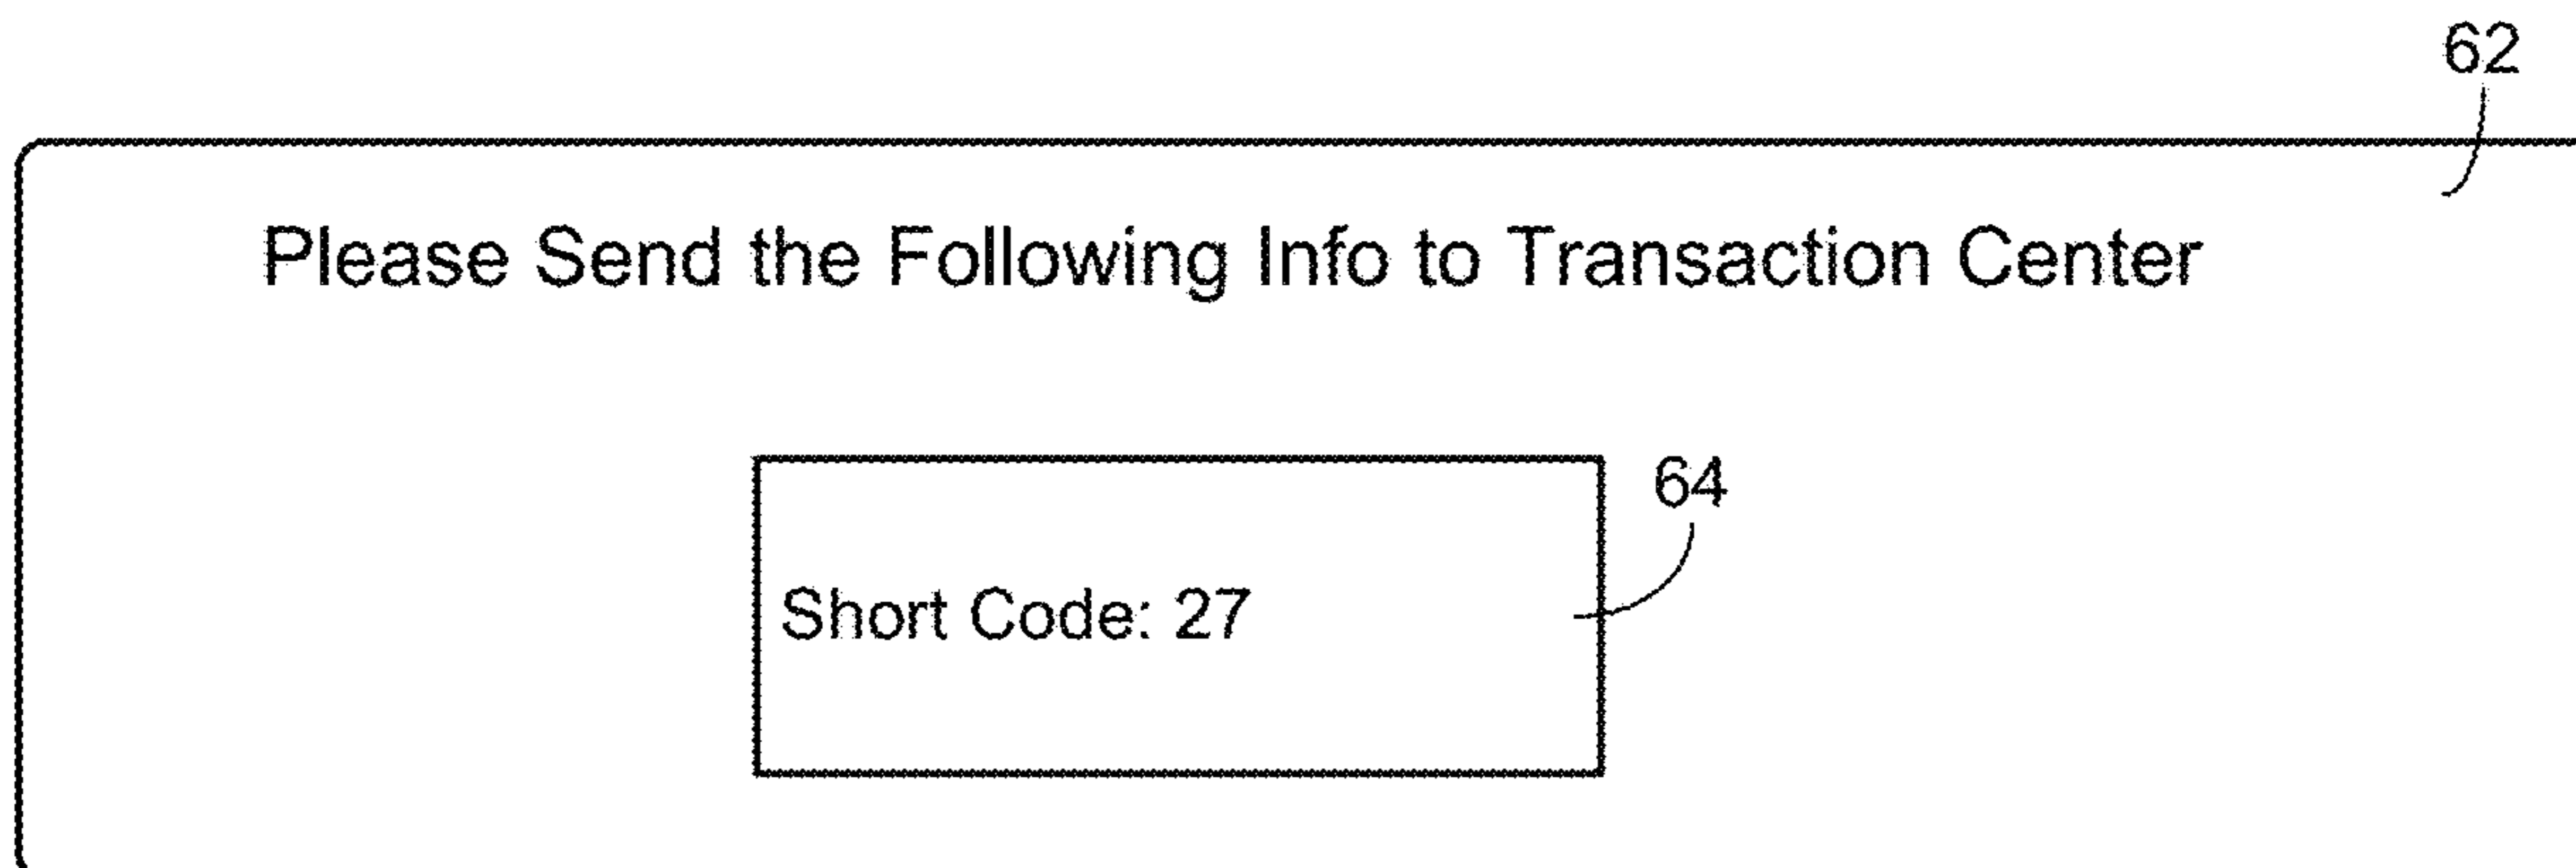 62
Please Send the Following Info to Transaction Center
64
Short Code: 27